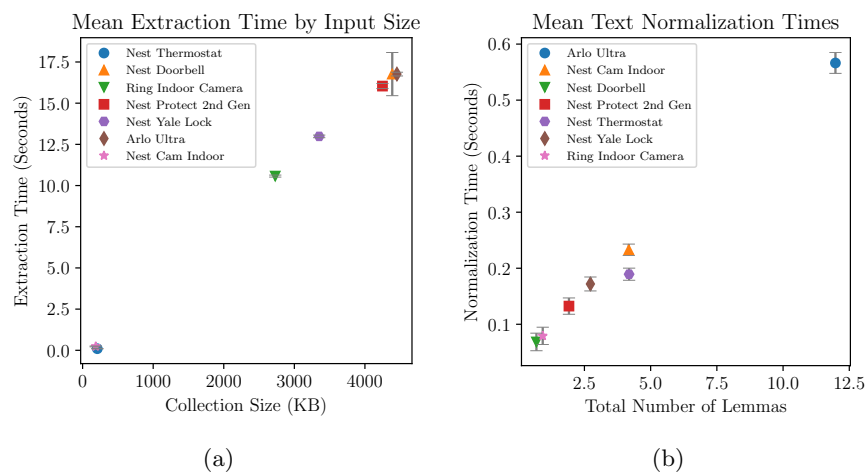 Mean Extraction Time by Input Size
Extraction Time (Seconds)
17.5
15.0
12.5
10.0
7.5
5.0
2.5
0.0
Nest Thermostat
Nest Doorbell
Ring Indoor Camera
Nest Protect 2nd Gen
Nest Yale Lock
Arlo Ultra
Nest Cam Indoor
0 1000 2000 3000 4000
Collection Size (KB)
(a)
Mean Text Normalization Times
Normalization Time (Seconds)
0.6
0.5
0.4
0.3
0.2
0.1
Arlo Ultra
Nest Cam Indoor
Nest Doorbell
Nest Protect 2nd Gen
Nest Thermostat
Nest Yale Lock
Ring Indoor Camera
2.5 5.0 7.5 10.0 12.5
Total Number of Lemmas
(b)